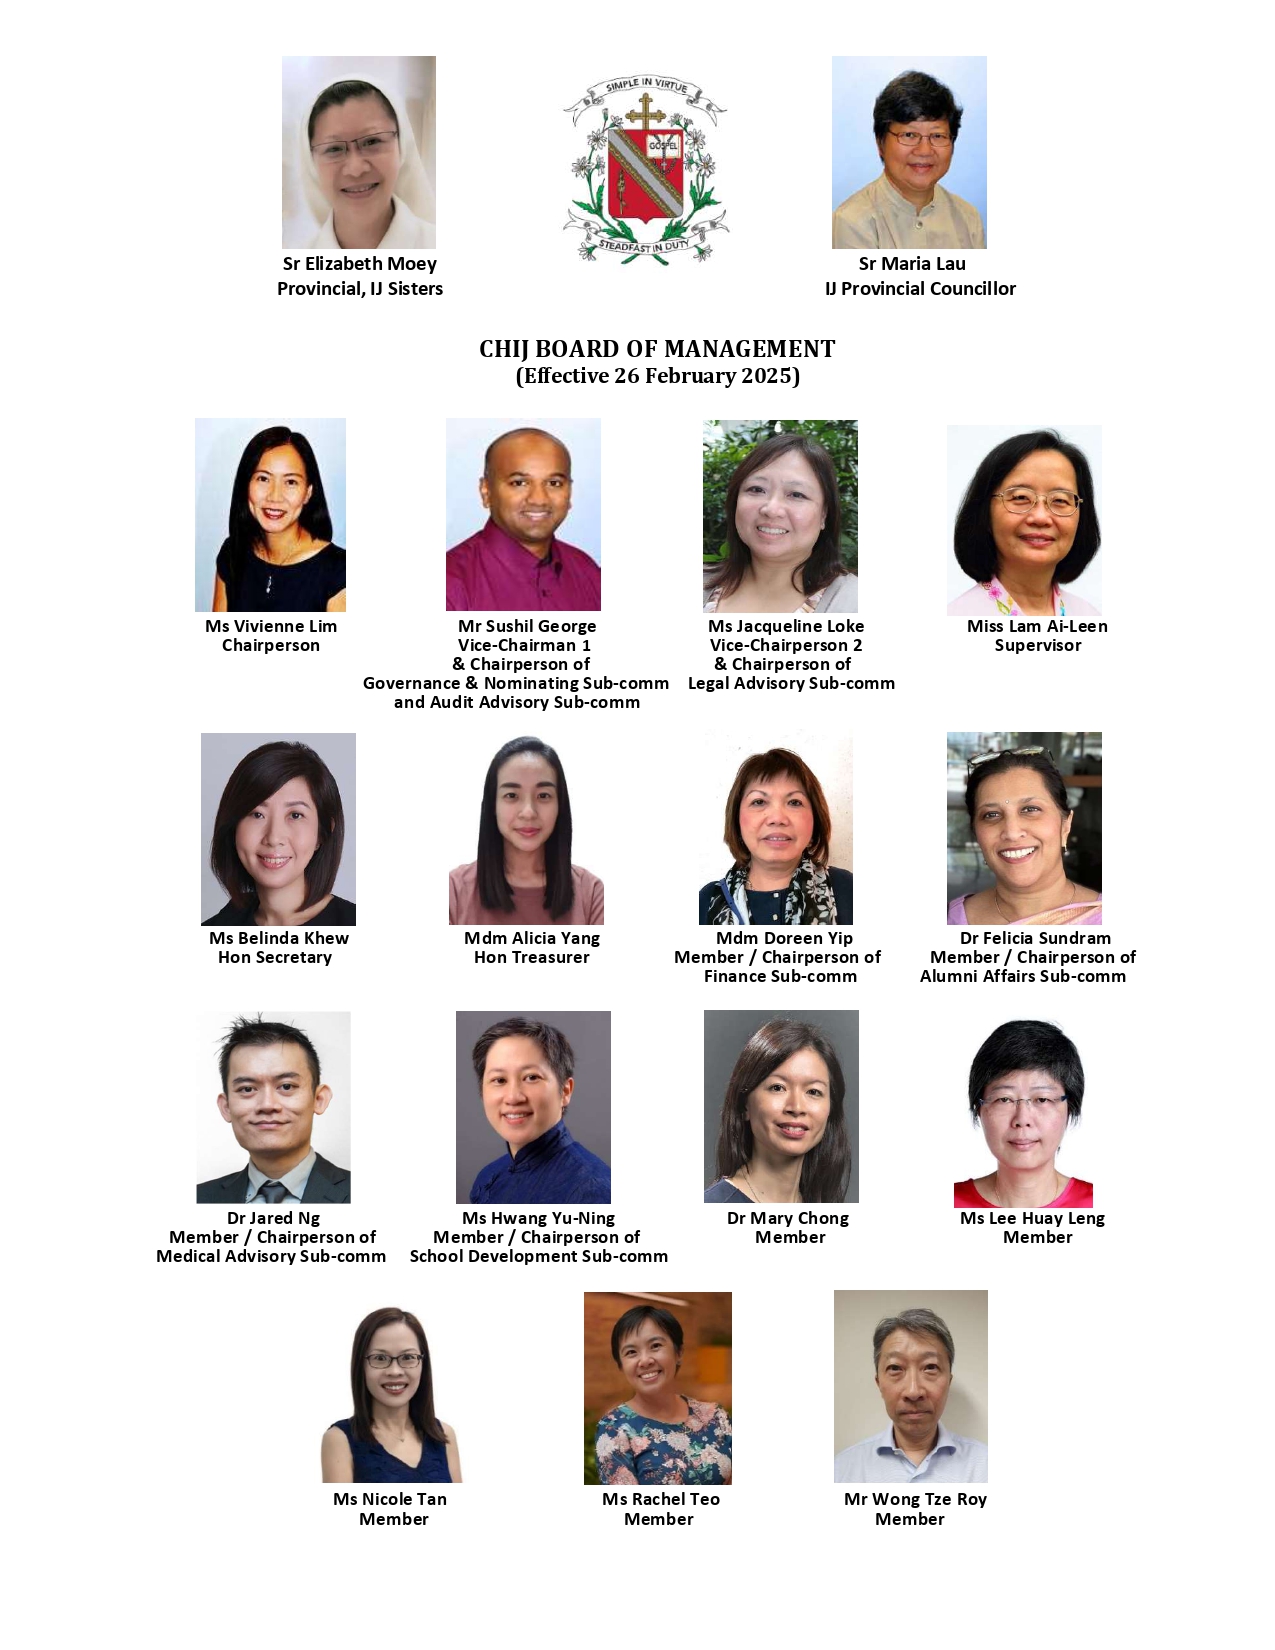 SIMPLE IN VIRTUE
GOSPEL
STEADFAST IN DUTY
Sr Elizabeth Moey
Provincial, IJ Sisters
Sr Maria Lau
IJ Provincial Councillor
CHIJ BOARD OF MANAGEMENT
(Effective 26 February 2025)
Ms Vivienne Lim
Chairperson
Mr Sushil George
Vice-Chairman 1
& Chairperson of
Governance & Nominating Sub-comm
and Audit Advisory Sub-comm
Ms Jacqueline Loke
Vice-Chairperson 2
& Chairperson of
Legal Advisory Sub-comm
Miss Lam Ai-Leen
Supervisor
Ms Belinda Khew
Hon Secretary
Mdm Alicia Yang
Hon Treasurer
Mdm Doreen Yip
Member / Chairperson of
Finance Sub-comm
Dr Felicia Sundram
Member / Chairperson of
Alumni Affairs Sub-comm
Dr Jared Ng
Member / Chairperson of
Medical Advisory Sub-comm
Ms Hwang Yu-Ning
Member / Chairperson of
School Development Sub-comm
Dr Mary Chong
Member
Ms Lee Huay Leng
Member
Ms Nicole Tan
Member
Ms Rachel Teo
Member
Mr Wong Tze Roy
Member